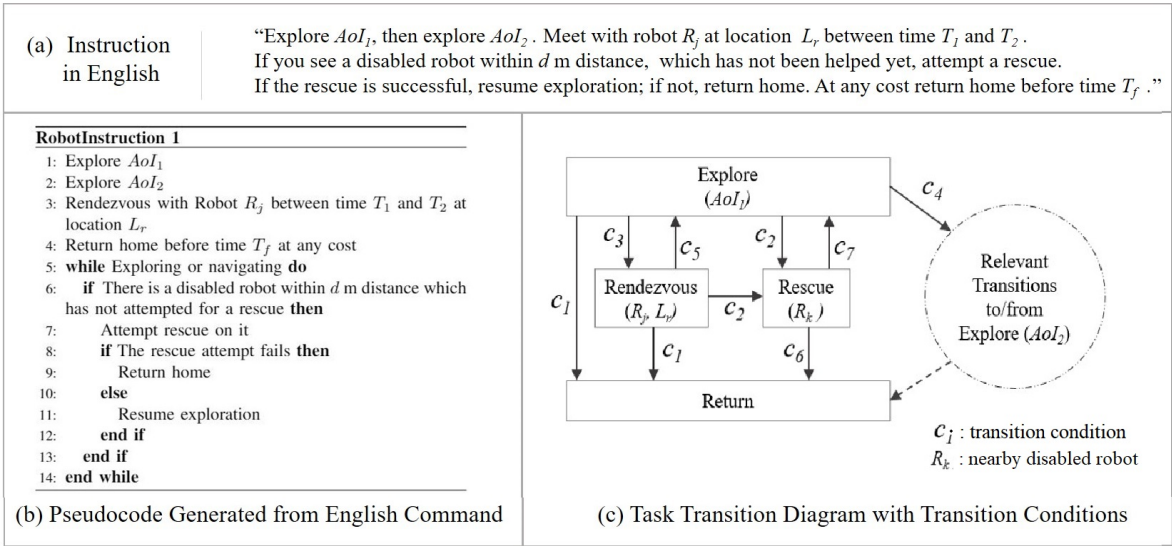 (a) Instruction
in English
“Explore AoI₁, then explore AoI₂. Meet with robot Rⱼ at location Lᵣ between time T₁ and T₂.
If you see a disabled robot within d m distance, which has not been helped yet, attempt a rescue.
If the rescue is successful, resume exploration; if not, return home. At any cost return home before time T_f .”
RobotInstruction 1
1: Explore AoI₁
2: Explore AoI₂
3: Rendezvous with Robot Rⱼ between time T₁ and T₂ at
location Lᵣ
4: Return home before time T_f at any cost
5: while Exploring or navigating do
6: if There is a disabled robot within d m distance which
has not attempted for a rescue then
7: Attempt rescue on it
8: if The rescue attempt fails then
9: Return home
10: else
11: Resume exploration
12: end if
13: end if
14: end while
(b) Pseudocode Generated from English Command
Explore
(AoI₁)
c₄
c₃
c₅
c₂
c₇
Rendezvous
(Rⱼ, Lᵣ)
c₂
Rescue
(Rₖ)
c₁
c₁
c₆
Return
Relevant
Transitions
to/from
Explore (AoI₂)
cᵢ : transition condition
Rₖ : nearby disabled robot
(c) Task Transition Diagram with Transition Conditions